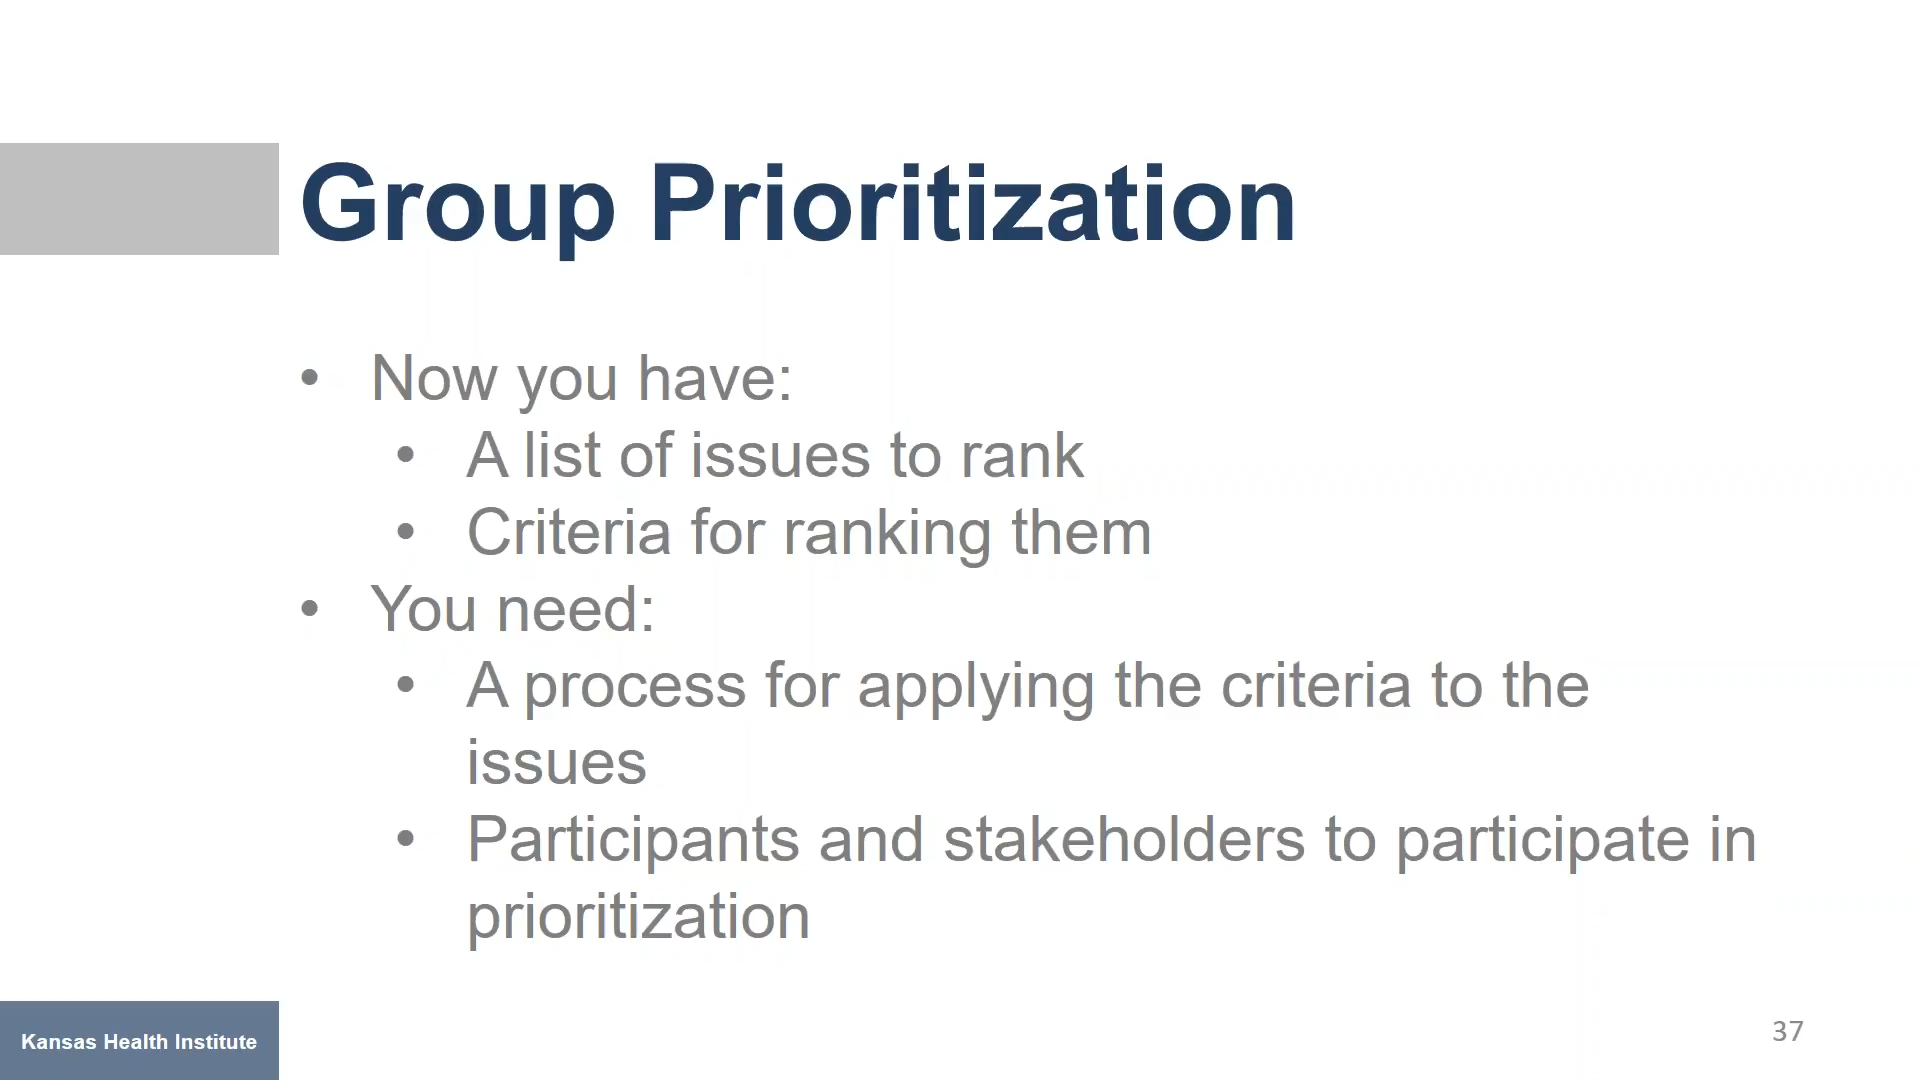 Group Prioritization
• Now you have:
• A list of issues to rank
• Criteria for ranking them
• You need:
• A process for applying the criteria to the
issues
• Participants and stakeholders to participate in
prioritization
Kansas Health Institute
37